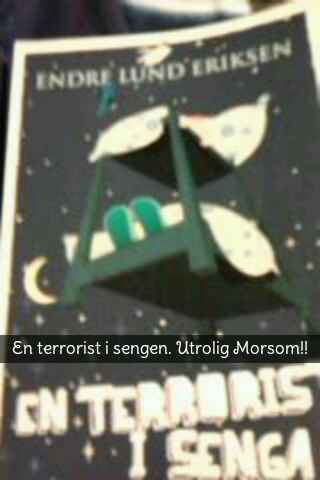 ENDRE LUND ERIKSEN
En terrorist i sengen. Utrolig Morsom!!
EN TERRORIST
I SENGA